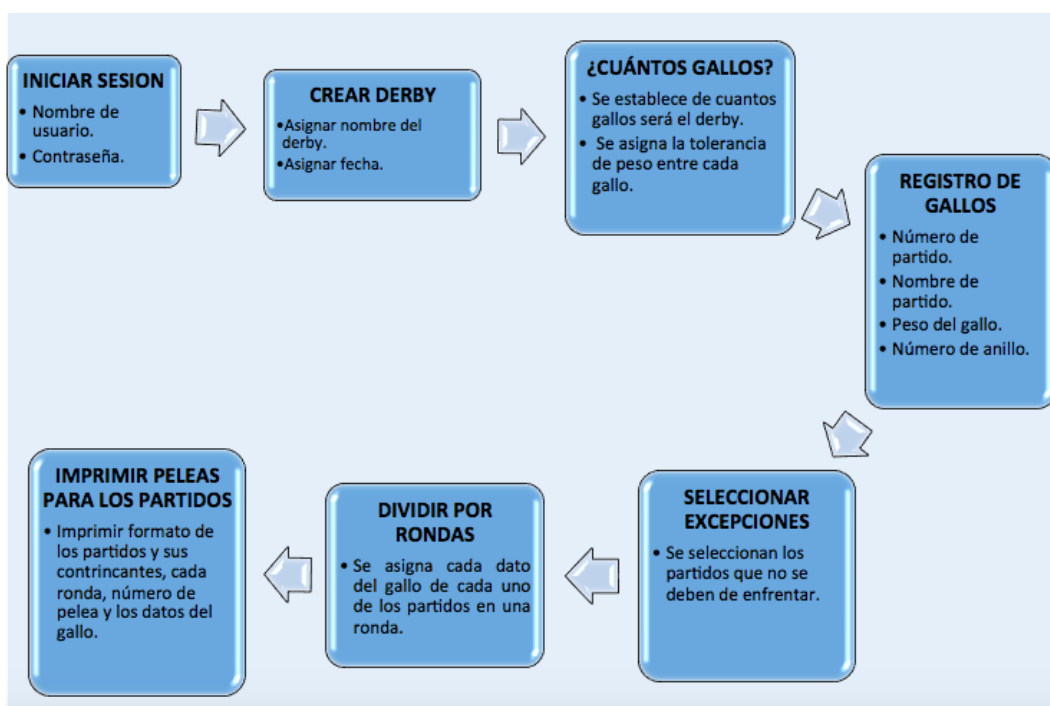 INICIAR SESION
• Nombre de
usuario.
• Contraseña.
CREAR DERBY
•Asignar nombre del
derby.
•Asignar fecha.
¿CUÁNTOS GALLOS?
• Se establece de cuantos
gallos será el derby.
• Se asigna la tolerancia
de peso entre cada
gallo.
REGISTRO DE
GALLOS
• Número de
partido.
• Nombre de
partido.
• Peso del gallo.
• Número de anillo.
SELECCIONAR
EXCEPCIONES
• Se seleccionan los
partidos que no se
deben de enfrentar.
DIVIDIR POR
RONDAS
• Se asigna cada dato
del gallo de cada uno
de los partidos en una
ronda.
IMPRIMIR PELEAS
PARA LOS PARTIDOS
• Imprimir formato de
los partidos y sus
contrincantes, cada
ronda, número de
pelea y los datos del
gallo.